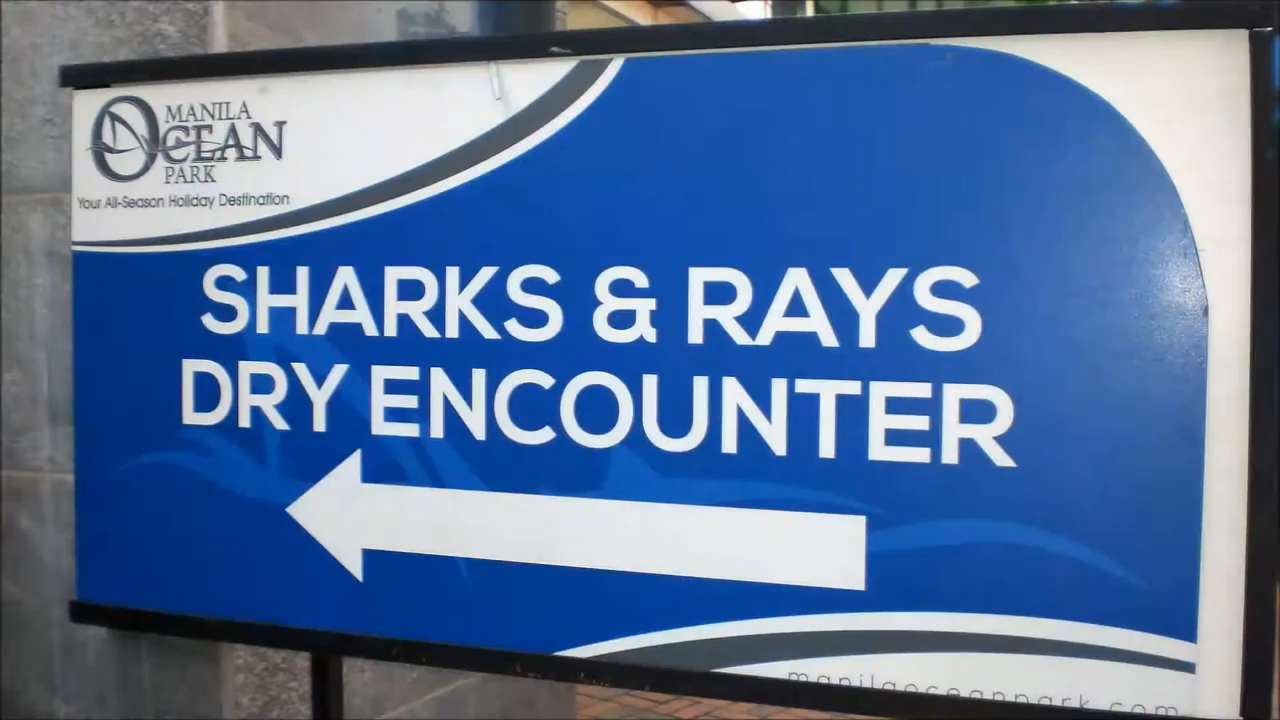 MANILA
OCEAN
PARK
Your All-Season Holiday Destination
SHARKS & RAYS
DRY ENCOUNTER
manilaoceanpark.com